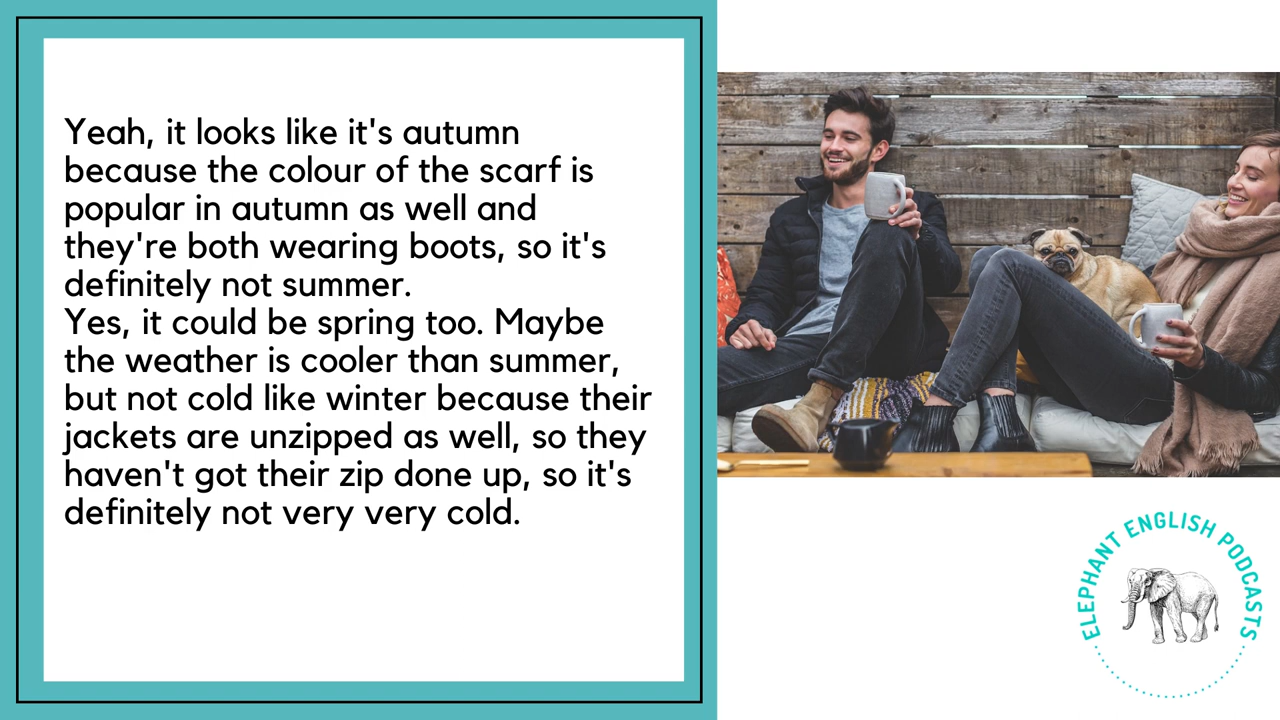 Yeah, it looks like it's autumn
because the colour of the scarf is
popular in autumn as well and
they're both wearing boots, so it's
definitely not summer.
Yes, it could be spring too. Maybe
the weather is cooler than summer,
but not cold like winter because their
jackets are unzipped as well, so they
haven't got their zip done up, so it's
definitely not very very cold.
ELEPHANT ENGLISH PODCASTS